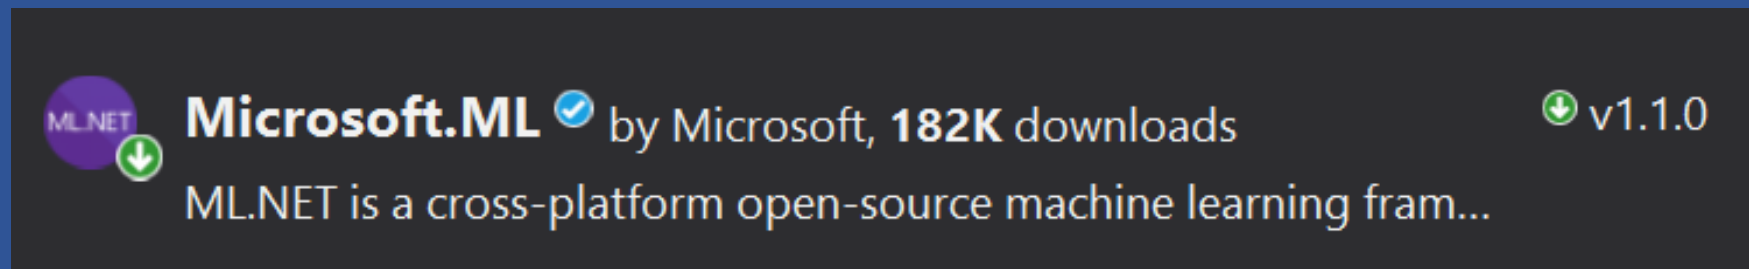 ML.NET
Microsoft.ML by Microsoft, 182K downloads
v1.1.0
ML.NET is a cross-platform open-source machine learning fram...